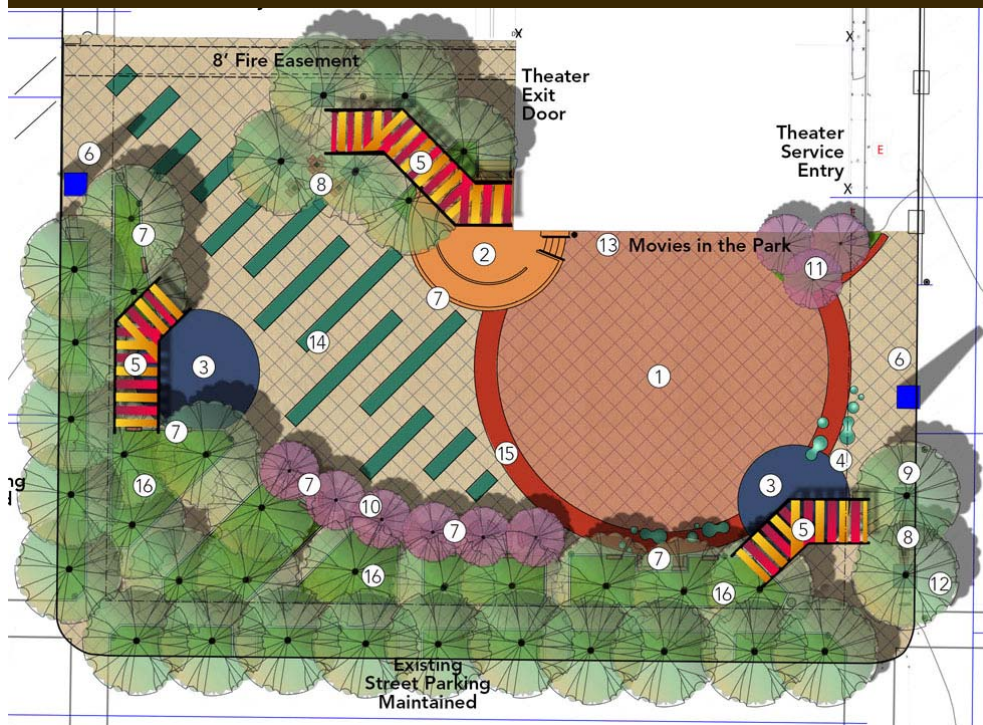 8' Fire Easement
x
Theater
Exit
Door
X
Theater
Service
Entry
E
X
6
5
8
7
2
13
Movies in the Park
11
7
14
5
3
1
6
7
15
4
3
9
16
7
10
7
5
8
7
16
16
12
Existing
Street Parking
Maintained